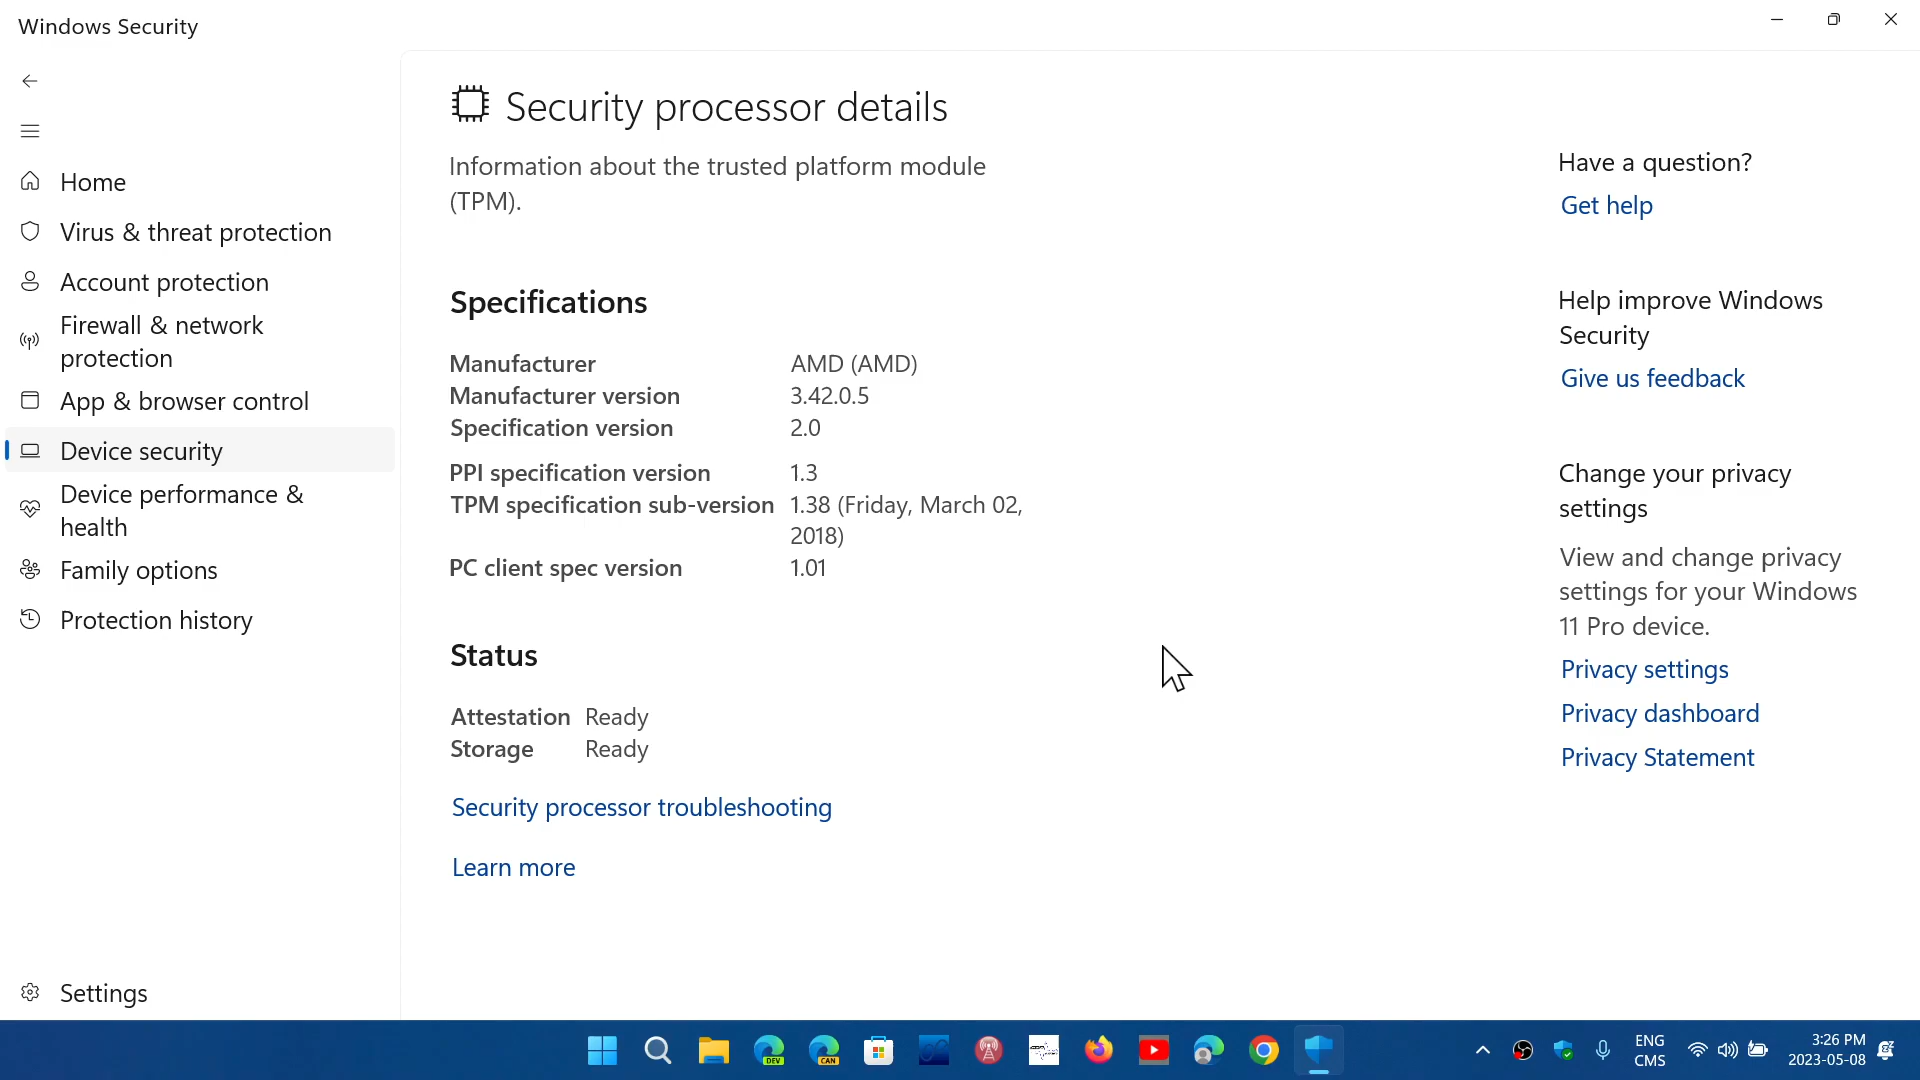 Windows Security
Home
Virus & threat protection
Account protection
Firewall & network
protection
App & browser control
Device security
Device performance &
health
Family options
Protection history
Settings
Security processor details
Information about the trusted platform module
(TPM).
Specifications
Manufacturer AMD (AMD)
Manufacturer version 3.42.0.5
Specification version 2.0
PPI specification version 1.3
TPM specification sub-version 1.38 (Friday, March 02,
2018)
PC client spec version 1.01
Status
Attestation Ready
Storage Ready
Security processor troubleshooting
Learn more
Have a question?
Get help
Help improve Windows
Security
Give us feedback
Change your privacy
settings
View and change privacy
settings for your Windows
11 Pro device.
Privacy settings
Privacy dashboard
Privacy Statement
DEV
CAN
ENG
CMS
3:26 PM
2023-05-08